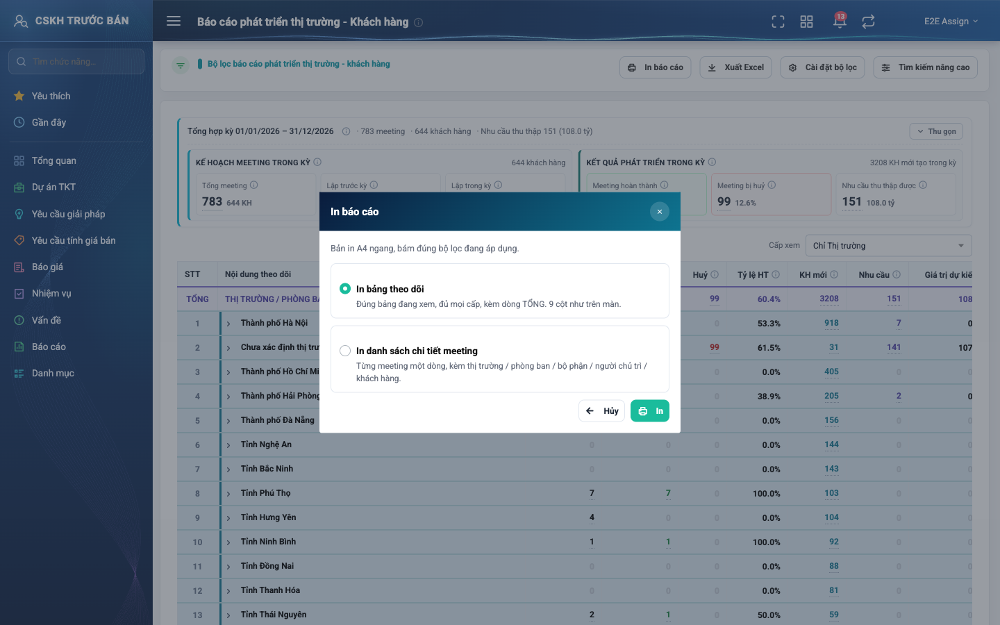 CSKH TRƯỚC BÁN
Báo cáo phát triển thị trường - Khách hàng
13
E2E Assign
Tìm chức năng...
Yêu thích
Gần đây
Tổng quan
Dự án TKT
Yêu cầu giải pháp
Yêu cầu tính giá bán
Báo giá
Nhiệm vụ
Vấn đề
Báo cáo
Danh mục
Bộ lọc báo cáo phát triển thị trường - khách hàng
In báo cáo
Xuất Excel
Cài đặt bộ lọc
Tìm kiếm nâng cao
Tổng hợp kỳ 01/01/2026 – 31/12/2026 · 783 meeting · 644 khách hàng · Nhu cầu thu thập 151 (108.0 tỷ)
Thu gọn
KẾ HOẠCH MEETING TRONG KỲ 644 khách hàng
KẾT QUẢ PHÁT TRIỂN TRONG KỲ 3208 KH mới tạo trong kỳ
Tổng meeting Lập trước kỳ Lập trong kỳ Meeting hoàn thành Meeting bị huỷ Nhu cầu thu thập được
783 644 KH 99 12.6% 151 108.0 tỷ
Cấp xem Chỉ Thị trường
In báo cáo
Bản in A4 ngang, bám đúng bộ lọc đang áp dụng.
In bảng theo dõi
Đúng bảng đang xem, đủ mọi cấp, kèm dòng TỔNG. 9 cột như trên màn.
In danh sách chi tiết meeting
Từng meeting một dòng, kèm thị trường / phòng ban / bộ phận / người chủ trì /
khách hàng.
Hủy
In
STT Nội dung theo dõi Huỷ Tỷ lệ HT KH mới Nhu cầu Giá trị dự kiế
TỔNG THỊ TRƯỜNG / PHÒNG 99 60.4% 3208 151 108
1 Thành phố Hà Nội 0 53.3% 918 7 0
2 Chưa xác định thị 99 61.5% 31 141 107
3 Thành phố Hồ Chí Mi 0 0.0% 405 0 0
4 Thành phố Hải Phòng 0 38.9% 205 2 0
5 Thành phố Đà Nẵng 0 0.0% 156 0 0
6 Tỉnh Nghệ An 0 0 0 0.0% 144 0 0
7 Tỉnh Bắc Ninh 0 0 0 0.0% 143 0 0
8 Tỉnh Phú Thọ 7 7 0 100.0% 103 0 0
9 Tỉnh Hưng Yên 4 0 0 0.0% 104 0 0
10 Tỉnh Ninh Bình 1 1 0 100.0% 92 0 0
11 Tỉnh Đồng Nai 0 0 0 0.0% 88 0 0
12 Tỉnh Thanh Hóa 0 0 0 0.0% 81 0 0
13 Tỉnh Thái Nguyên 2 1 0 50.0% 59 0 0